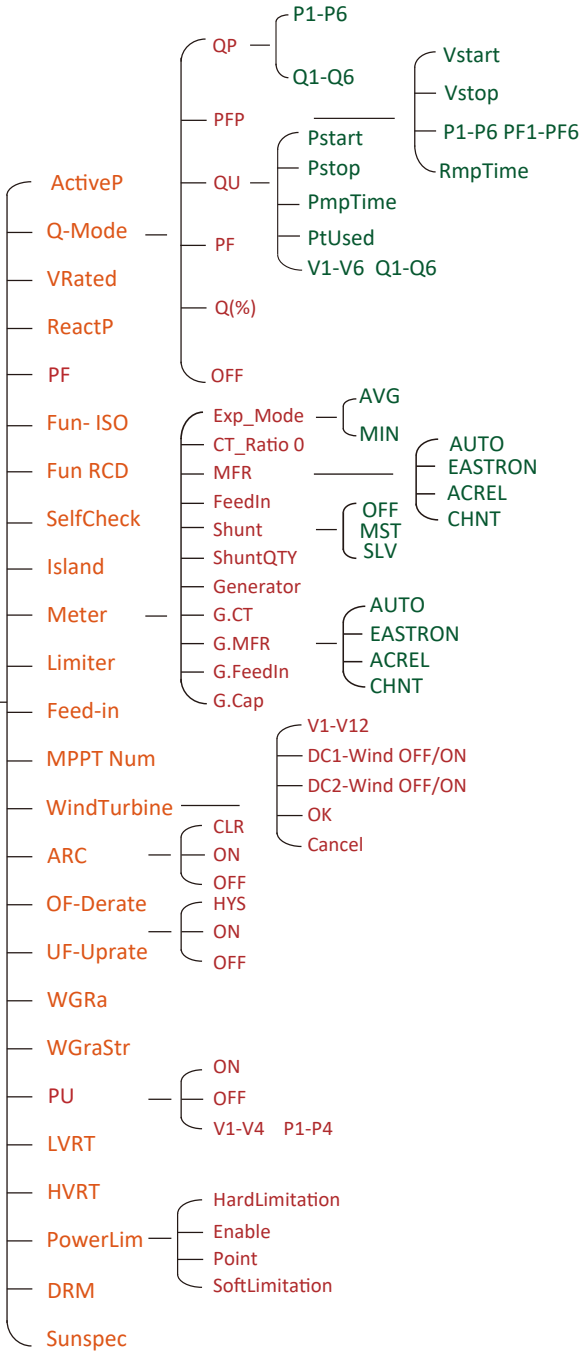 ActiveP
Q-Mode
VRated
ReactP
PF
Fun- ISO
Fun RCD
SelfCheck
Island
Meter
Limiter
Feed-in
MPPT Num
WindTurbine
ARC
OF-Derate
UF-Uprate
WGRa
WGraStr
PU
LVRT
HVRT
PowerLim
DRM
Sunspec
QP
PFP
QU
PF
Q(%)
OFF
P1-P6
Q1-Q6
Vstart
Vstop
P1-P6 PF1-PF6
RmpTime
Pstart
Pstop
PmpTime
PtUsed
V1-V6 Q1-Q6
Exp_Mode
CT_Ratio 0
MFR
FeedIn
Shunt
ShuntQTY
Generator
G.CT
G.MFR
G.FeedIn
G.Cap
AVG
MIN
AUTO
EASTRON
ACREL
CHNT
OFF
MST
SLV
AUTO
EASTRON
ACREL
CHNT
V1-V12
DC1-Wind OFF/ON
DC2-Wind OFF/ON
OK
Cancel
CLR
ON
OFF
HYS
ON
OFF
ON
OFF
V1-V4 P1-P4
HardLimitation
Enable
Point
SoftLimitation